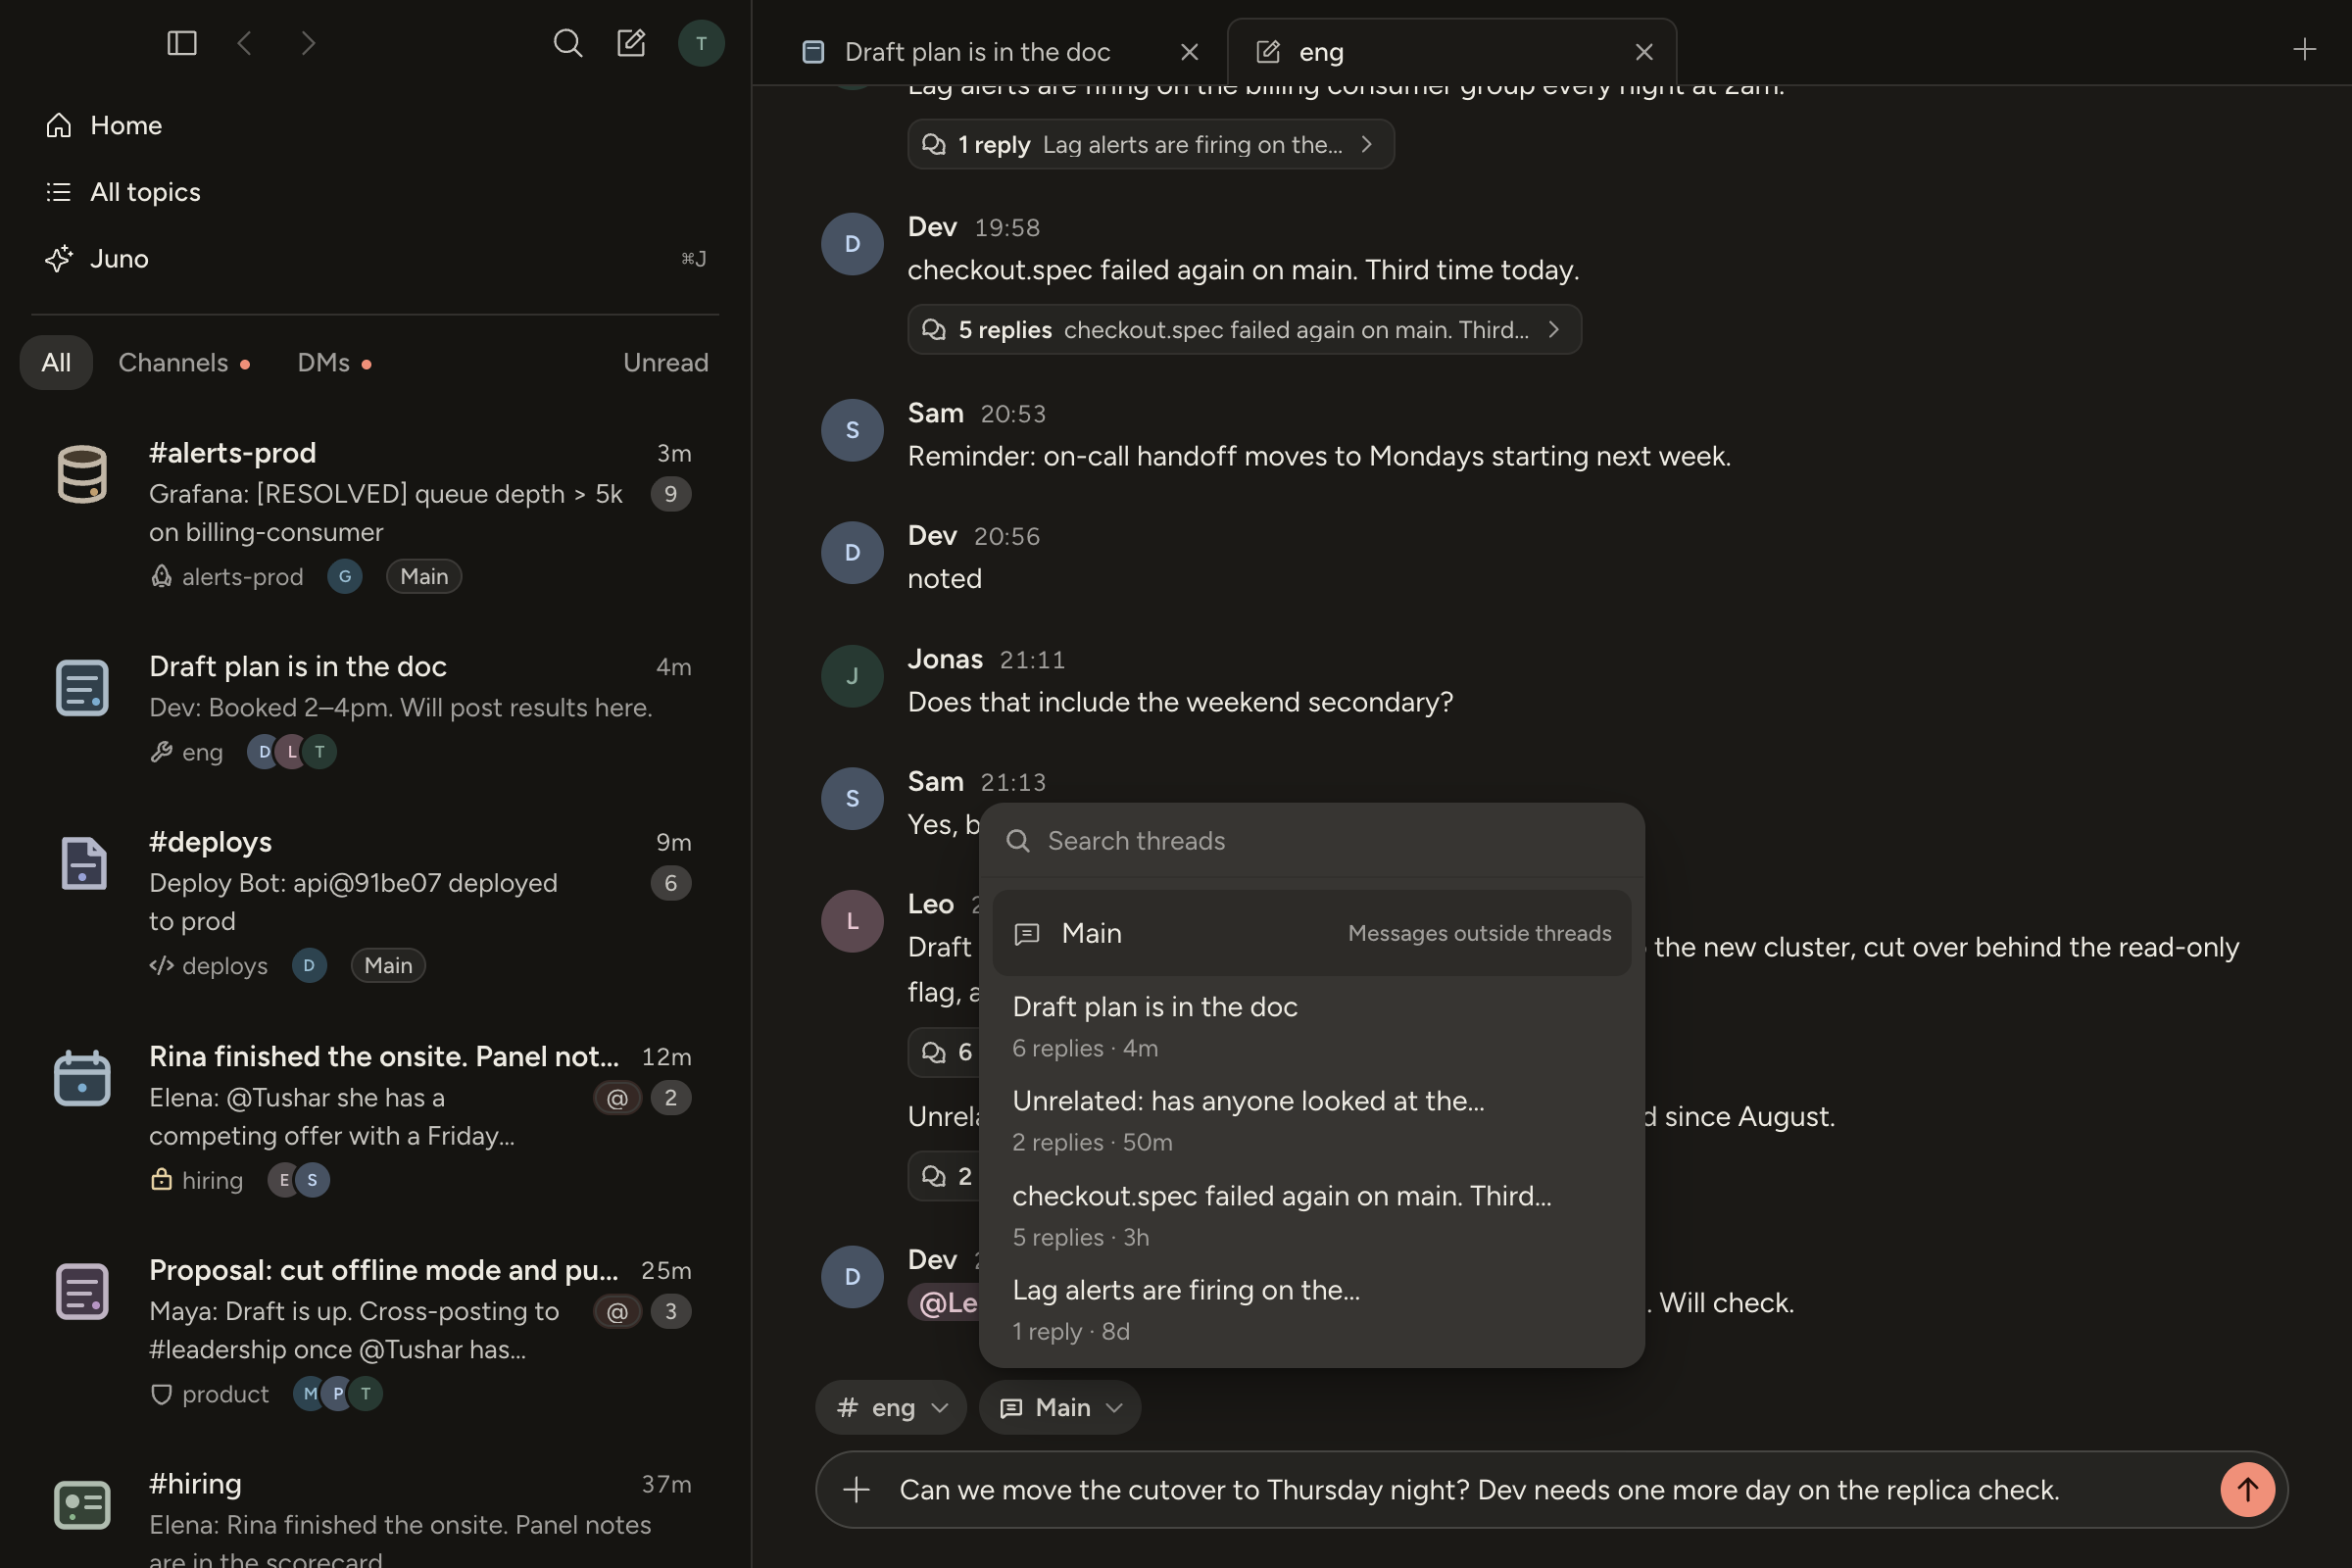 T
Home
All topics
Juno ⌘J
All Channels DMs Unread
#alerts-prod 3m
Grafana: [RESOLVED] queue depth > 5k 9
on billing-consumer
alerts-prod G Main
Draft plan is in the doc 4m
Dev: Booked 2–4pm. Will post results here.
eng D L T
#deploys 9m
Deploy Bot: api@91be07 deployed 6
to prod
deploys D Main
Rina finished the onsite. Panel not... 12m
Elena: @Tushar she has a @ 2
competing offer with a Friday...
hiring E S
Proposal: cut offline mode and pu... 25m
Maya: Draft is up. Cross-posting to @ 3
#leadership once @Tushar has...
product M P T
#hiring 37m
Elena: Rina finished the onsite. Panel notes
are in the scorecard
Draft plan is in the doc
eng
Lag alerts are firing on the billing consumer group every night at 2am.
1 reply Lag alerts are firing on the...
D Dev 19:58
checkout.spec failed again on main. Third time today.
5 replies checkout.spec failed again on main. Third...
S Sam 20:53
Reminder: on-call handoff moves to Mondays starting next week.
D Dev 20:56
noted
J Jonas 21:11
Does that include the weekend secondary?
S Sam 21:13
Yes, b
L Leo 2
Draft the new cluster, cut over behind the read-only
flag, a
6
Unrela d since August.
2
D Dev 2
@Le . Will check.
Search threads
Main Messages outside threads
Draft plan is in the doc
6 replies · 4m
Unrelated: has anyone looked at the...
2 replies · 50m
checkout.spec failed again on main. Third...
5 replies · 3h
Lag alerts are firing on the...
1 reply · 8d
# eng Main
Can we move the cutover to Thursday night? Dev needs one more day on the replica check.